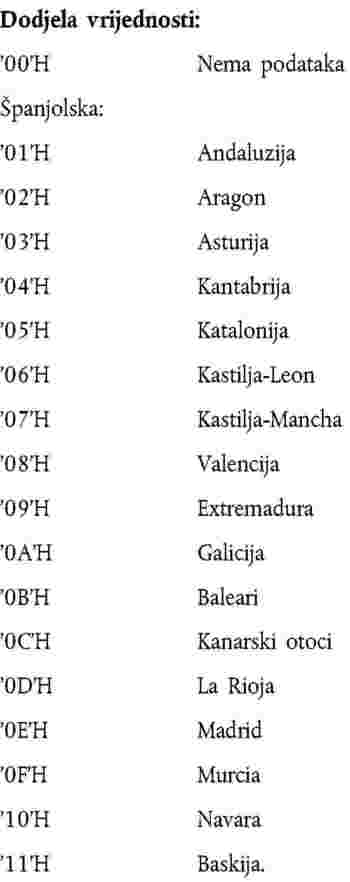 Dodjela vrijednosti:
'00'H Nema podataka
Španjolska:
'01'H Andaluzija
'02'H Aragon
'03'H Asturija
'04'H Kantabrija
'05'H Katalonija
'06'H Kastilja-Leon
'07'H Kastilja-Mancha
'08'H Valencija
'09'H Extremadura
'0A'H Galicija
'0B'H Baleari
'0C'H Kanarski otoci
'0D'H La Rioja
'0E'H Madrid
'0F'H Murcia
'10'H Navara
'11'H Baskija.